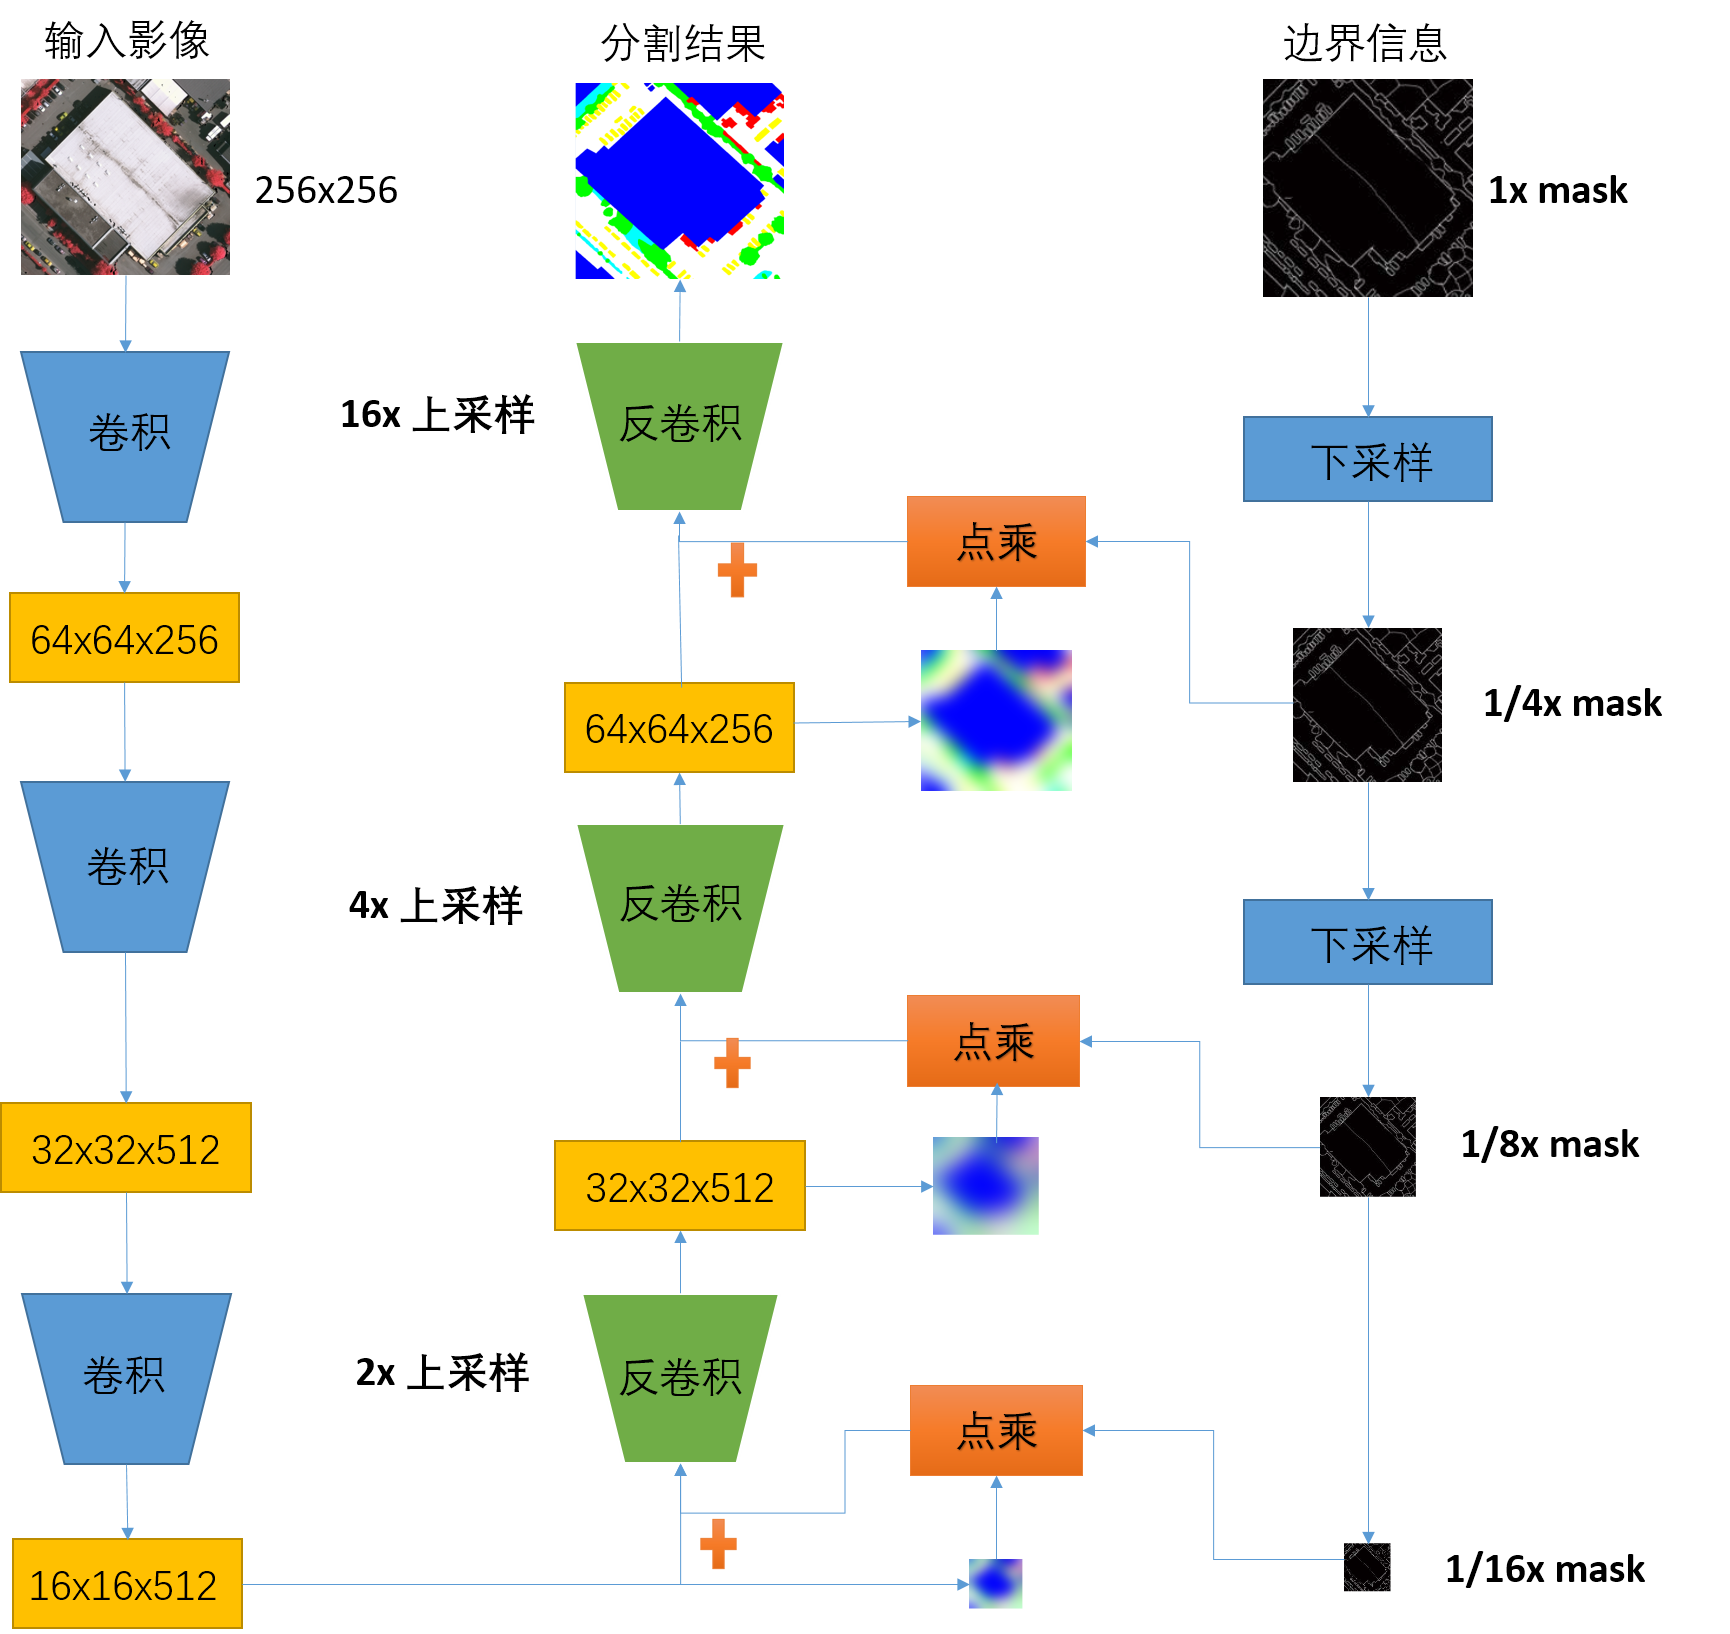 输入影像
分割结果
边界信息
256x256
1x mask
卷积
16x 上采样
反卷积
下采样
点乘
64x64x256
64x64x256
1/4x mask
卷积
4x 上采样
反卷积
下采样
点乘
32x32x512
32x32x512
1/8x mask
卷积
2x 上采样
反卷积
点乘
16x16x512
1/16x mask